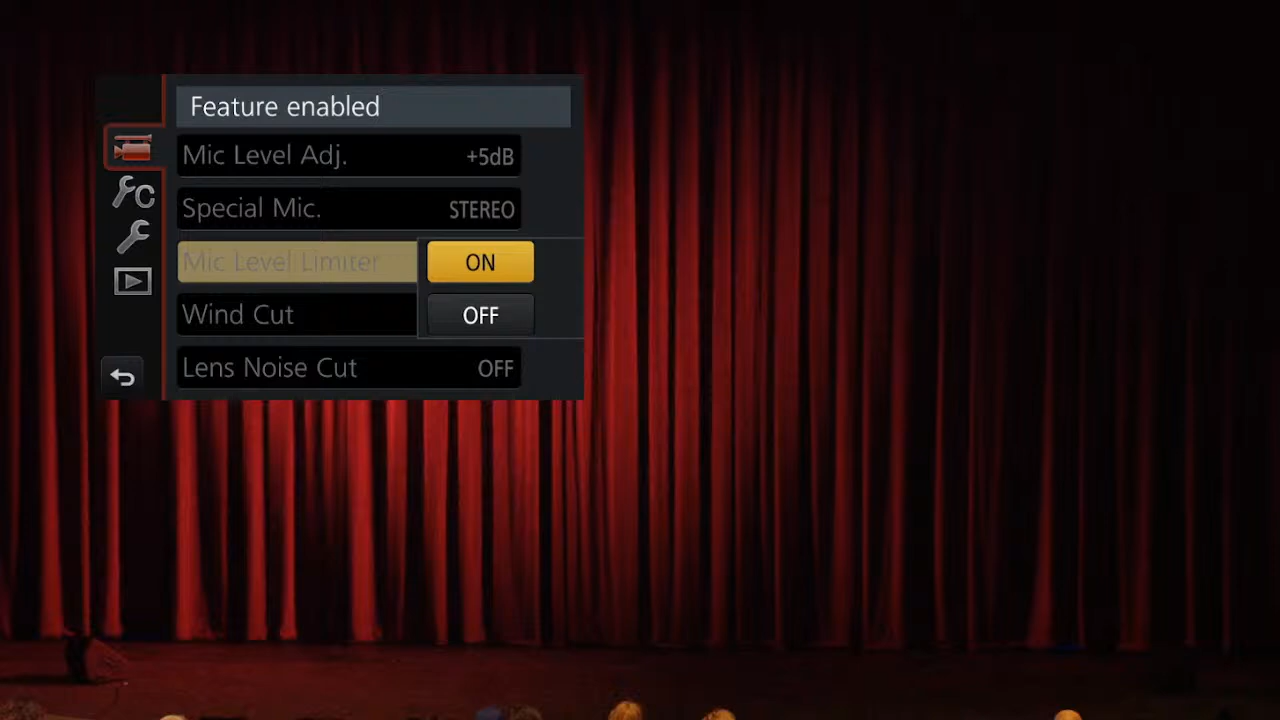 Feature enabled
Mic Level Adj. +5dB
Special Mic. STEREO
Mic Level Limiter ON
Wind Cut OFF
Lens Noise Cut OFF